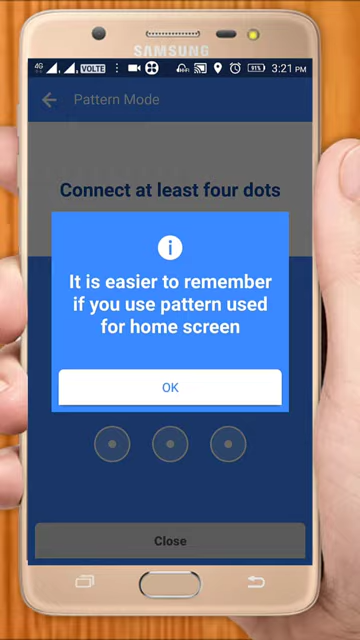 SAMSUNG
4G VOLTE 91% 3:21 PM
Pattern Mode
Connect at least four dots
It is easier to remember
if you use pattern used
for home screen
OK
Close